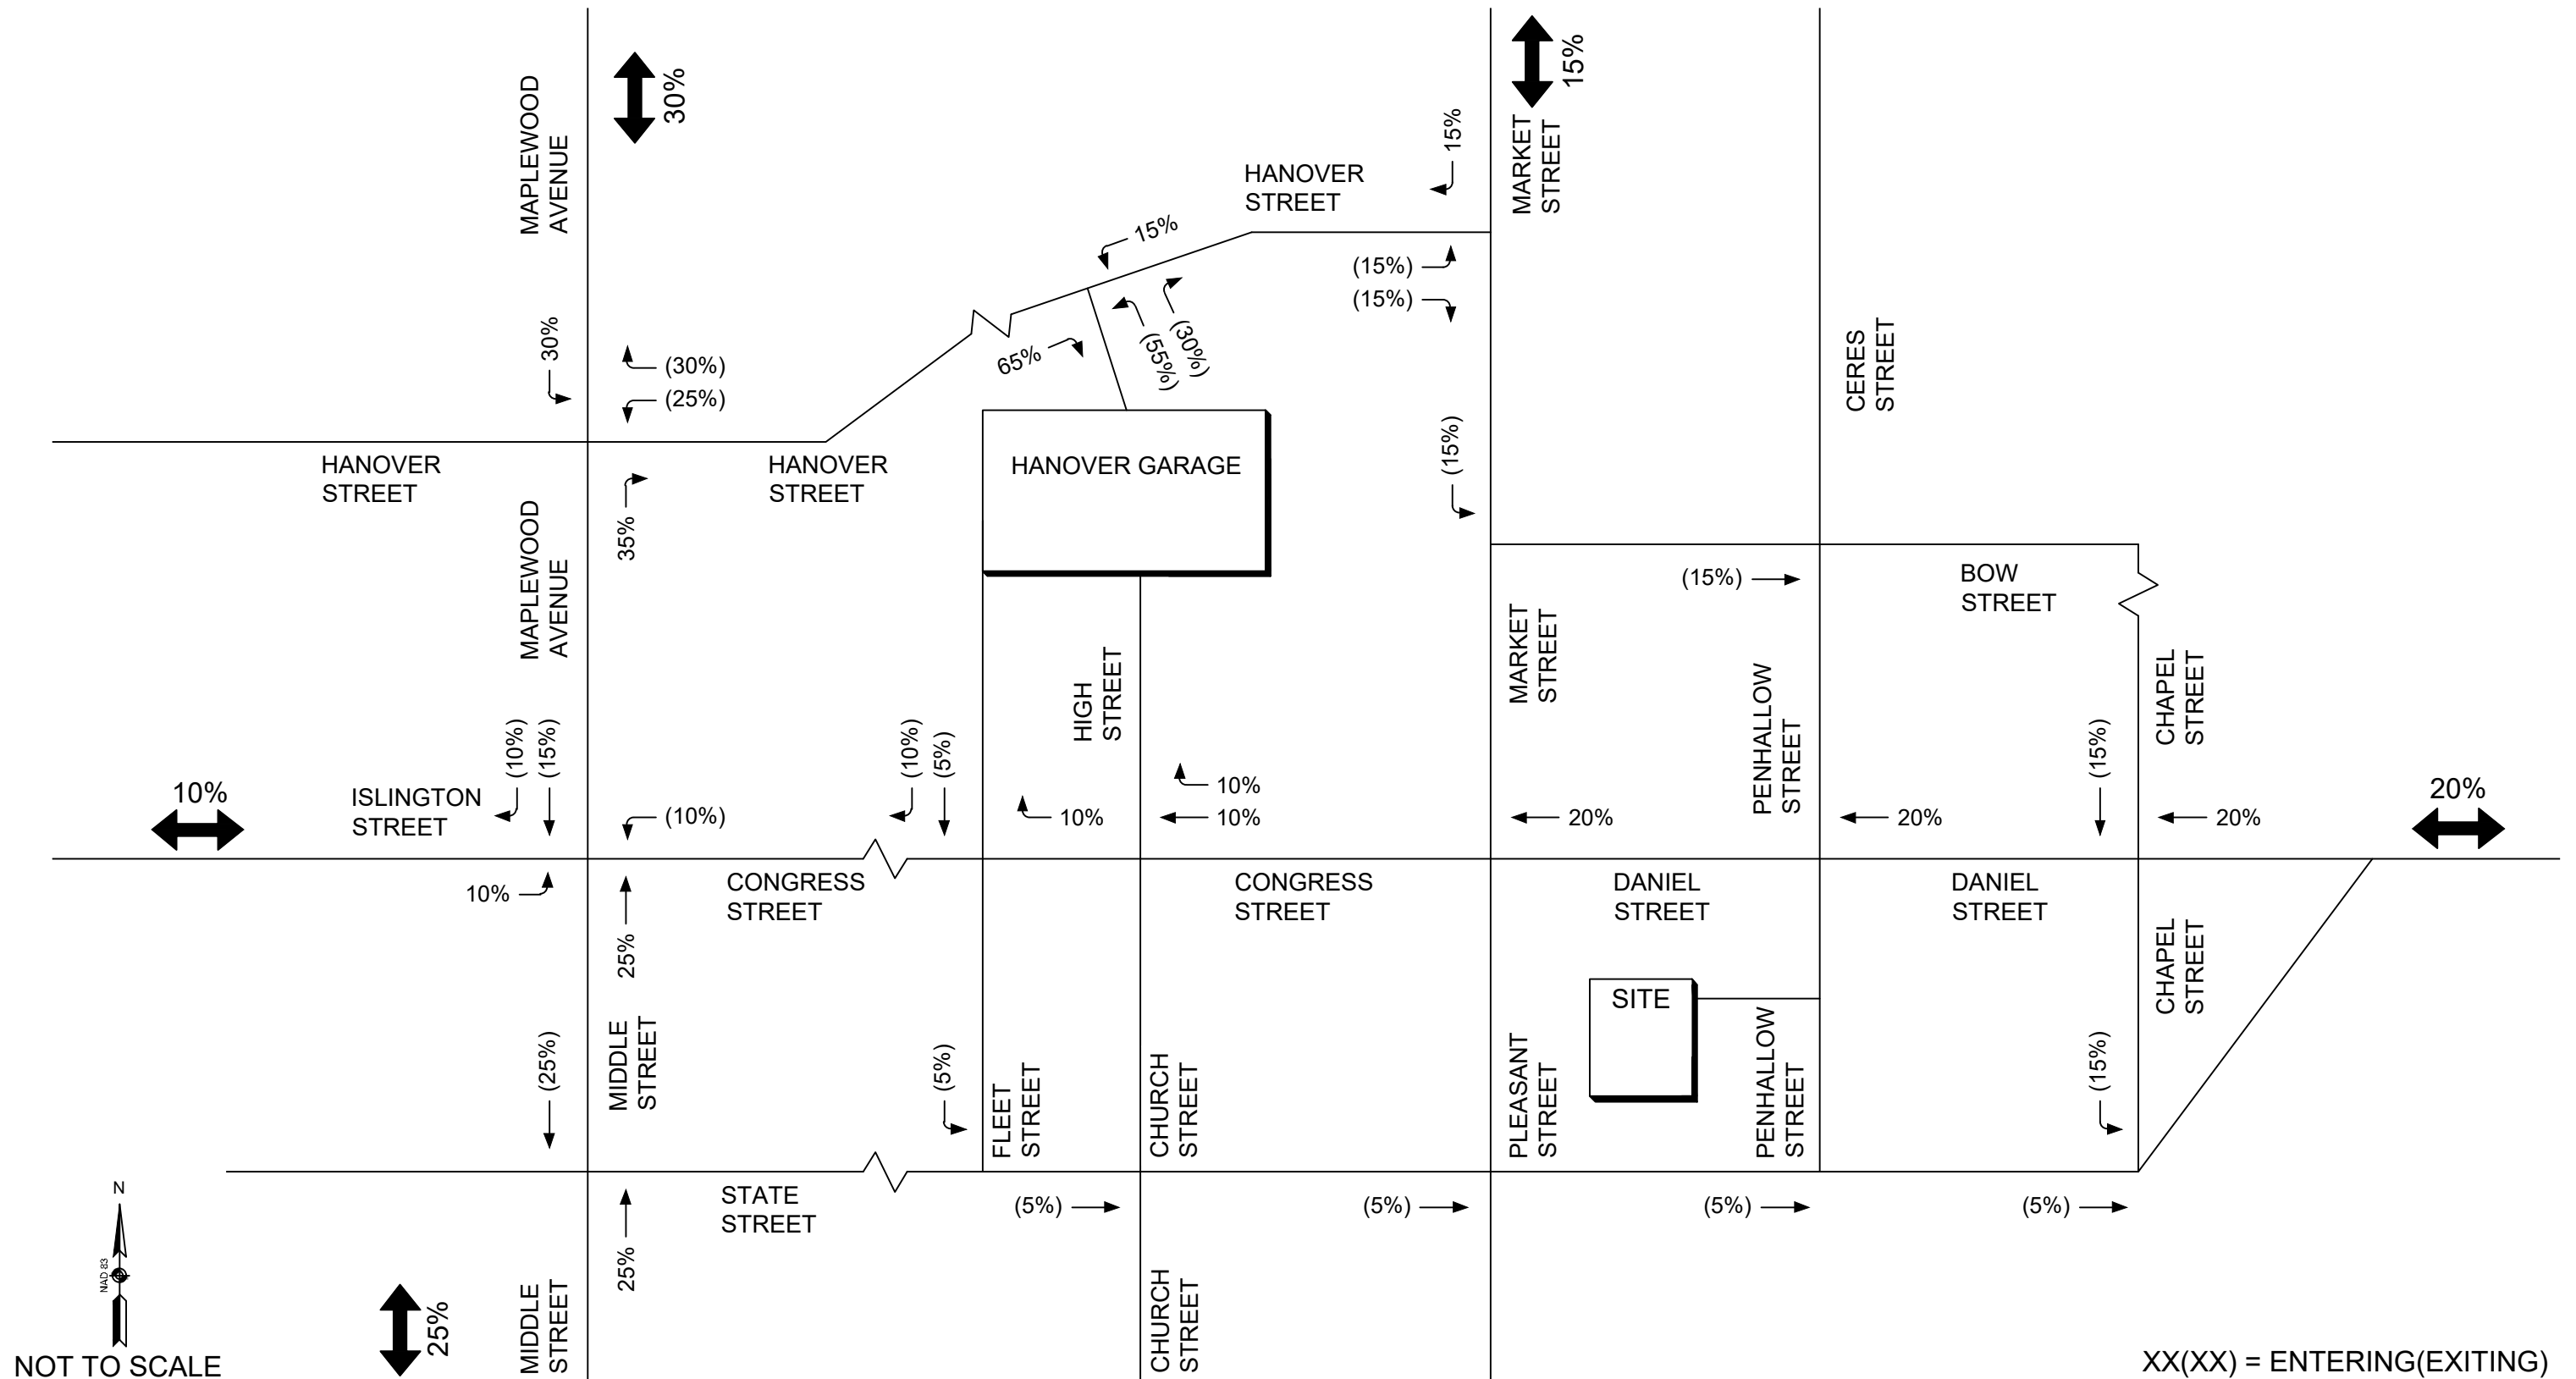 MAPLEWOOD
AVENUE
30%
15%
MARKET
STREET
15%
HANOVER
STREET
15%
(15%)
(15%)
30%
(30%)
(25%)
65%
(55%)
(30%)
CERES
STREET
HANOVER
STREET
HANOVER
STREET
HANOVER GARAGE
(15%)
35%
MAPLEWOOD
AVENUE
(15%)
BOW
STREET
HIGH
STREET
MARKET
STREET
PENHALLOW
STREET
CHAPEL
STREET
10%
ISLINGTON
STREET
(10%)
(15%)
(10%)
(10%)
(5%)
10%
10%
10%
20%
20%
(15%)
20%
20%
10%
25%
CONGRESS
STREET
CONGRESS
STREET
DANIEL
STREET
DANIEL
STREET
CHAPEL
STREET
SITE
(25%)
MIDDLE
STREET
(5%)
FLEET
STREET
CHURCH
STREET
PLEASANT
STREET
PENHALLOW
STREET
(15%)
STATE
STREET
(5%)
(5%)
(5%)
(5%)
25%
N
NAD 83
NOT TO SCALE
25%
MIDDLE
STREET
CHURCH
STREET
XX(XX) = ENTERING(EXITING)